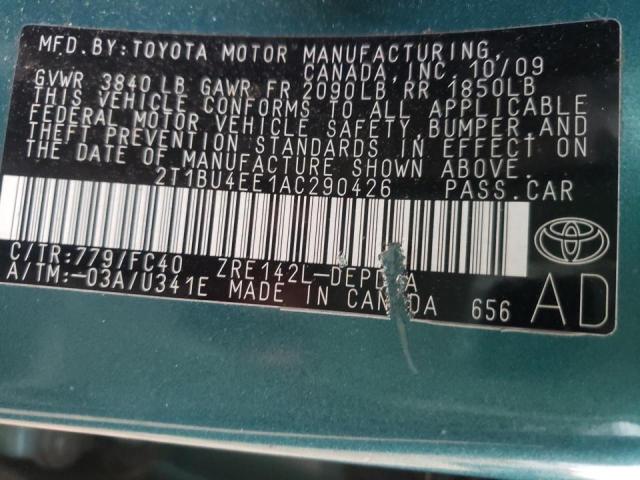 MFD.BY:TOYOTA MOTOR MANUFACTURING,
CANADA, INC. 10/09
GVWR 3840 LB GAWR FR 2090LB RR 1850LB
THIS VEHICLE CONFORMS TO ALL APPLICABLE
FEDERAL MOTOR VEHICLE SAFETY, BUMPER, AND
THEFT PREVENTION STANDARDS IN EFFECT ON
THE DATE OF MANUFACTURE SHOWN ABOVE.
2T1BU4EE1AC290426 PASS.CAR
C/TR:779/FC40 ZRE142L-
A/TM:-03A/U341E MADE IN CANADA 656 AD